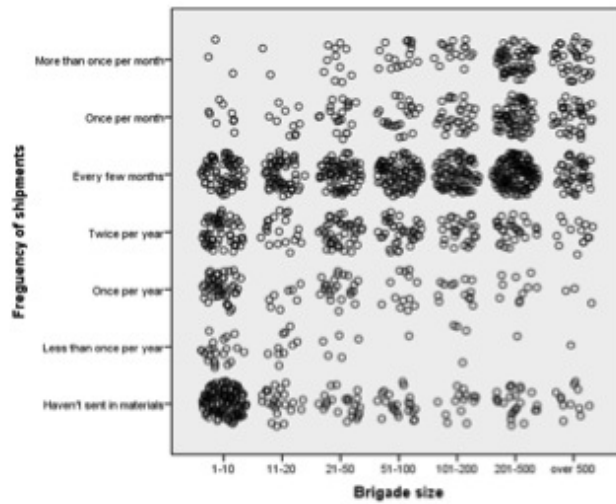 Freguency of shipments
More than once per month
Once per month
Every few months
Twice per year
Once per year
Less than once per year
Haven't sent in materials
1-10 11-20 21-50 51-100 101-200 201-500 over 500
Brigade size